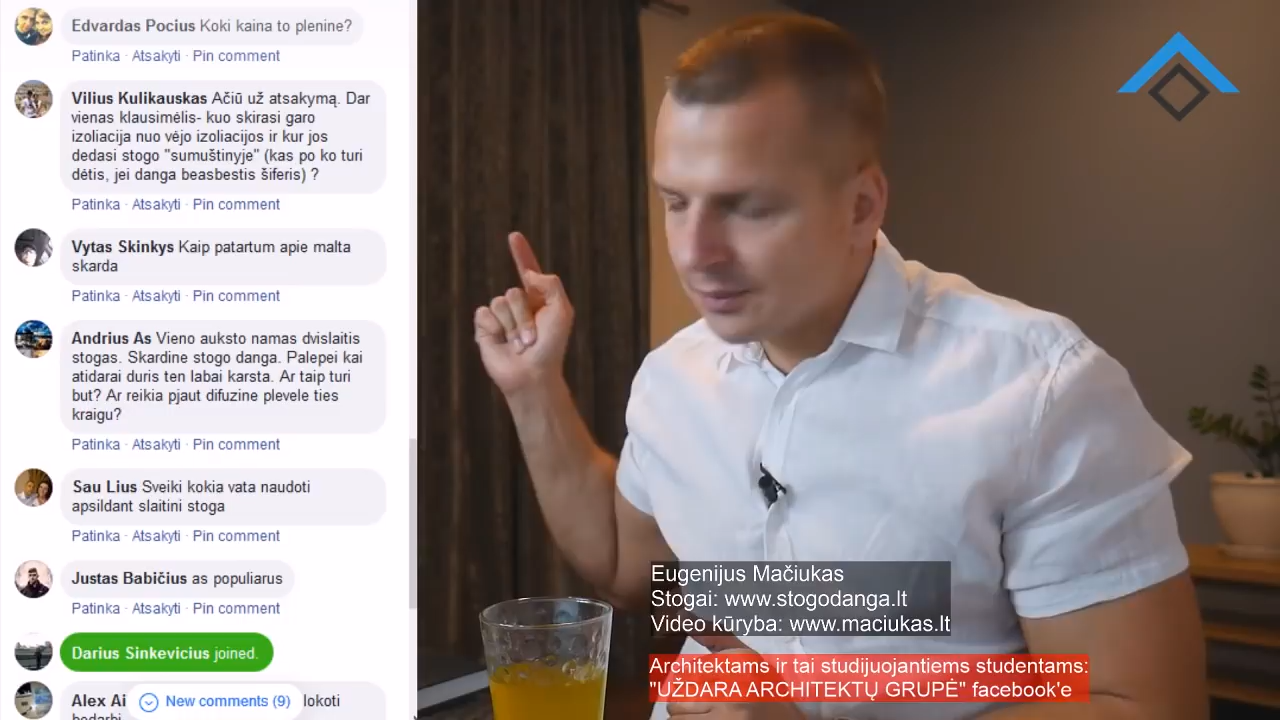 Edvardas Pocius Koki kaina to plenine?
Patinka · Atsakyti · Pin comment
Vilius Kulikauskas Ačiū už atsakymą. Dar
vienas klausimėlis- kuo skirasi garo
izoliacija nuo vėjo izoliacijos ir kur jos
dedasi stogo "sumuštinyje" (kas po ko turi
dėtis, jei danga beasbestis šiferis) ?
Patinka · Atsakyti · Pin comment
Vytas Skinkys Kaip patartum apie malta
skarda
Patinka · Atsakyti · Pin comment
Andrius As Vieno auksto namas dvislaitis
stogas. Skardine stogo danga. Palepei kai
atidarai duris ten labai karsta. Ar taip turi
but? Ar reikia pjaut difuzine plevele ties
kraigu?
Patinka · Atsakyti · Pin comment
Sau Lius Sveiki kokia vata naudoti
apsildant slaitini stoga
Patinka · Atsakyti · Pin comment
Justas Babičius as populiarus
Patinka · Atsakyti · Pin comment
Darius Sinkevicius joined.
Alex Ai
New comments (9)
lokoti
Eugenijus Mačiukas
Stogai: www.stogodanga.lt
Video kūryba: www.maciukas.lt
Architektams ir tai studijuojantiems studentams:
"UŽDARA ARCHITEKTŲ GRUPĖ" facebook'e